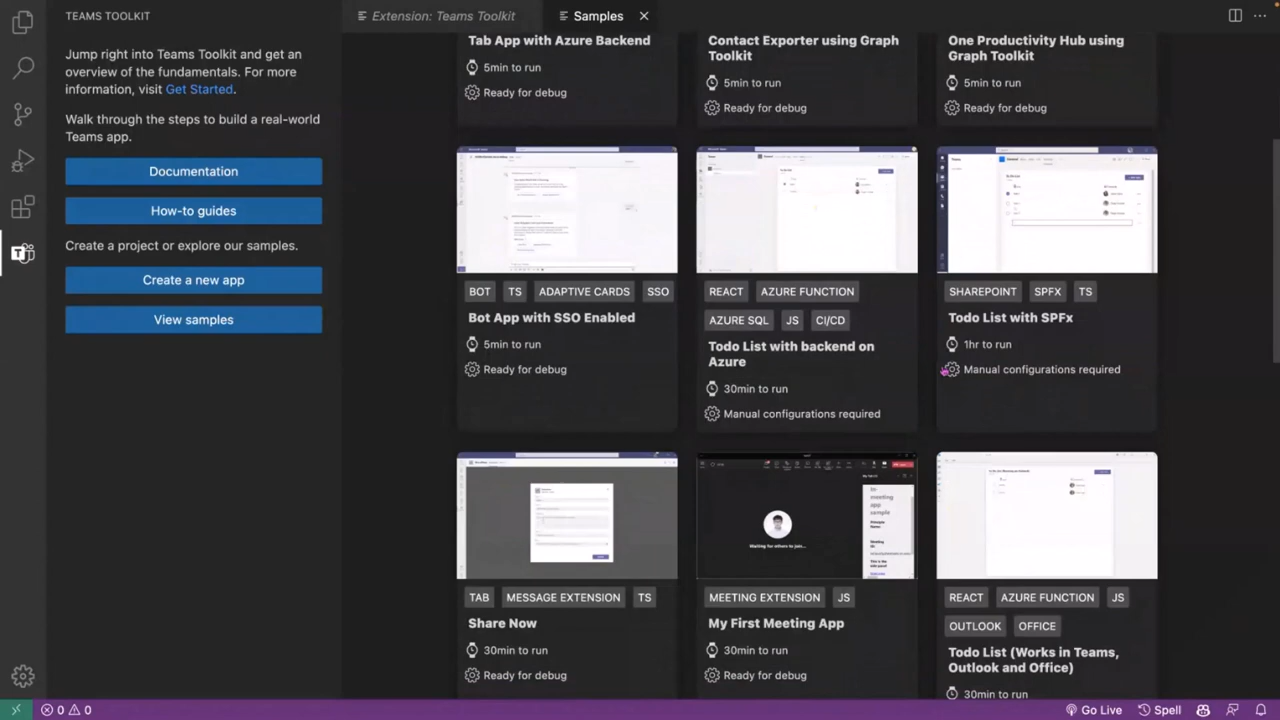 TEAMS TOOLKIT
Extension: Teams Toolkit
Samples
Jump right into Teams Toolkit and get an
overview of the fundamentals. For more
information, visit Get Started.
Walk through the steps to build a real-world
Teams app.
Documentation
How-to guides
Create a project or explore our samples.
Create a new app
View samples
Tab App with Azure Backend
5min to run
Ready for debug
Contact Exporter using Graph
Toolkit
5min to run
Ready for debug
One Productivity Hub using
Graph Toolkit
5min to run
Ready for debug
BOT TS ADAPTIVE CARDS SSO
Bot App with SSO Enabled
5min to run
Ready for debug
REACT AZURE FUNCTION
AZURE SQL JS CI/CD
Todo List with backend on
Azure
30min to run
Manual configurations required
SHAREPOINT SPFX TS
Todo List with SPFx
1hr to run
Manual configurations required
TAB MESSAGE EXTENSION TS
Share Now
30min to run
Ready for debug
Waiting for others to join...
meeting
app
sample
MEETING EXTENSION JS
My First Meeting App
30min to run
Ready for debug
REACT AZURE FUNCTION JS
OUTLOOK OFFICE
Todo List (Works in Teams,
Outlook and Office)
30min to run
0 0
Go Live
Spell